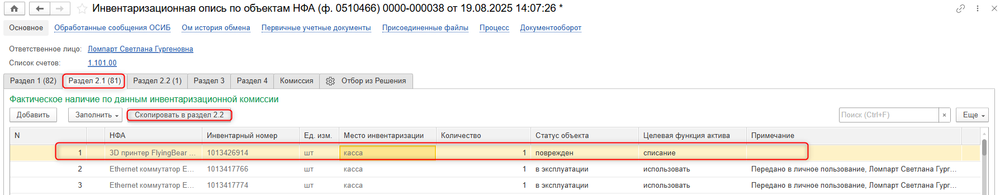 Инвентаризационная опись по объектам НФА (ф. 0510466) 0000-000038 от 19.08.2025 14:07:26 *
Основное Обработанные сообщения ОСИБ Ом история обмена Первичные учетные документы Присоединенные файлы Процесс Документооборот
Ответственное лицо: Ломпарт Светлана Гургеновна
Список счетов: 1.101.00
Раздел 1 (82) Раздел 2.1 (81) Раздел 2.2 (1) Раздел 3 Раздел 4 Комиссия Отбор из Решения
Фактическое наличие по данным инвентаризационной комиссии
Добавить Заполнить Скопировать в раздел 2.2 Поиск (Ctrl+F) × Еще
N НФА Инвентарный номер Ед. изм. Место инвентаризации Количество Статус объекта Целевая функция актива Примечание
1 3D принтер FlyingBear ... 1013426914 шт касса 1 поврежден списание
2 Ethernet коммутатор Е... 1013417766 шт касса 1 в эксплуатации использовать Передано в личное пользование, Ломпарт Светлана Гург...
3 Ethernet коммутатор Е... 1013417774 шт касса 1 в эксплуатации использовать Передано в личное пользование, Ломпарт Светлана Гург...